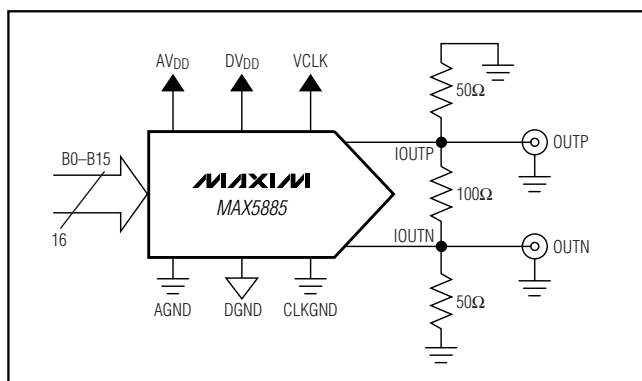 AVDD DVDD VCLK
50Ω
B0–B15
IOUTP
OUTP
MAXIM
MAX5885
100Ω
16
IOUTN
OUTN
50Ω
AGND DGND CLKGND